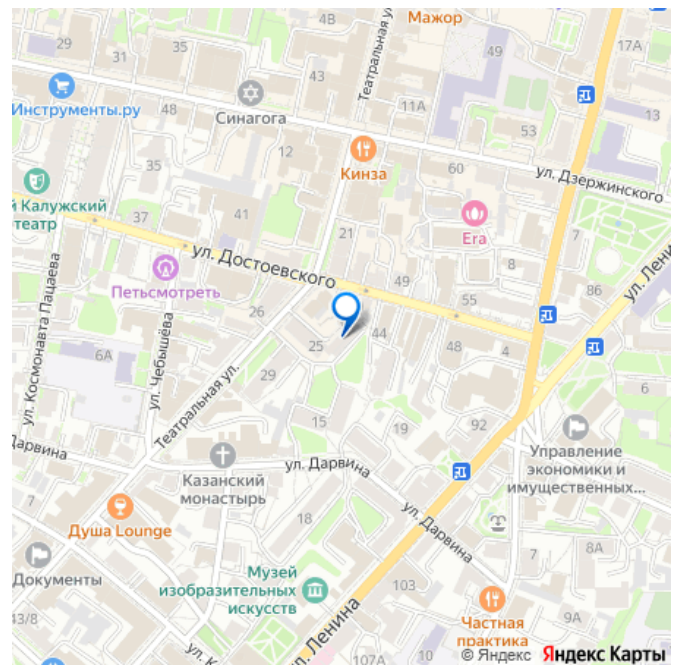 4В
Мажор
29
31
35
43
Театральная ул.
49
17А
Инструменты.ру
48
Синагога
11А
13
53
12
35
Кинза
60
ул. Дзержинского
й Калужский
театр
37
41
21
Era
7
8
ул. Достоевского
Петьсмотреть
49
55
86
ул. Лени
ул. Космонавта Пацаева
ул. Чебышёва
26
25
44
48
4
6А
29
6
Театральная ул.
15
19
92
Управление
экономики и
имущественных...
Дарвина
Казанский
монастырь
ул. Дарвина
7
18
ул. Дарвина
Душа Lounge
7
8А
Документы
Музей
изобразительных
искусств
103
43/8
ул. Ленина
Частная
практика
9А
107А
ул. К
© Яндекс Яндекс Карты